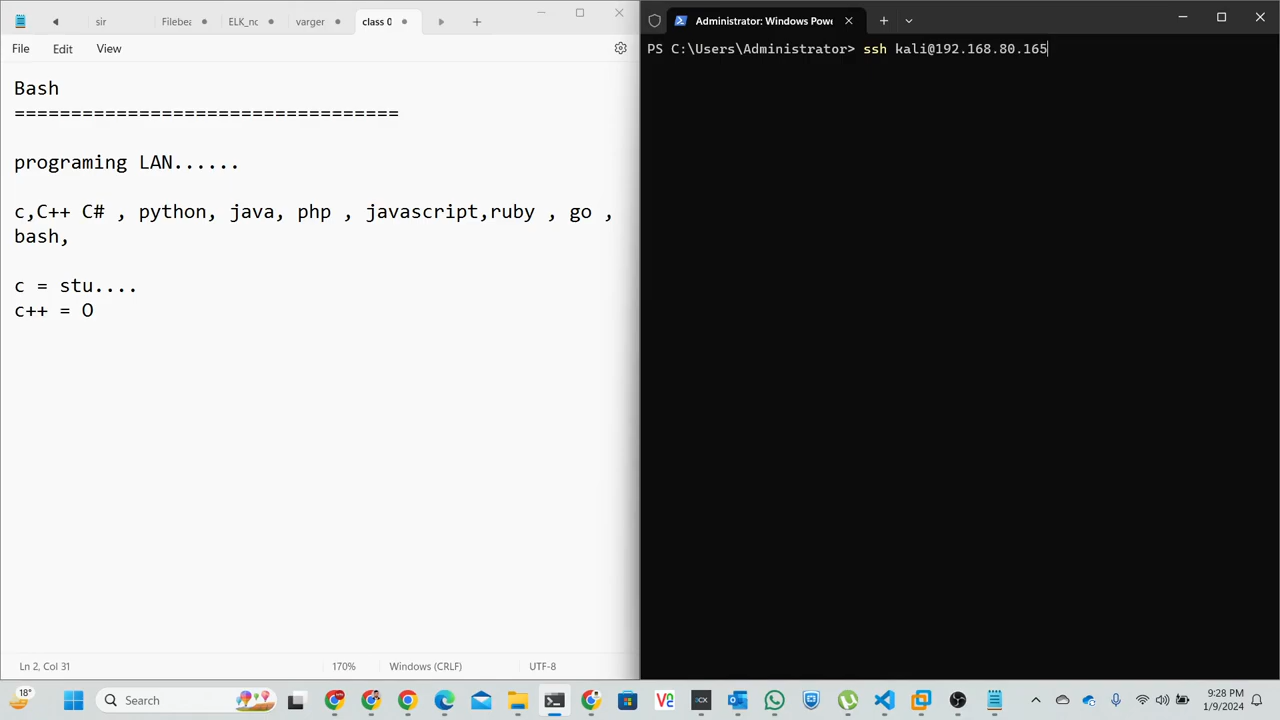 sir
Filebe
ELK_nc
varger
class 0
File
Edit
View
Bash
==================================
programing LAN......
c,C++ C# , python, java, php , javascript,ruby , go ,
bash,
c = stu....
c++ = O
Ln 2, Col 31
170%
Windows (CRLF)
UTF-8
Administrator: Windows Pow
PS C:\Users\Administrator> ssh kali@192.168.80.165
18°
Search
9:28 PM
1/9/2024